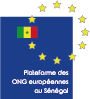 Plateforme des
ONG européennes
au Sénégal